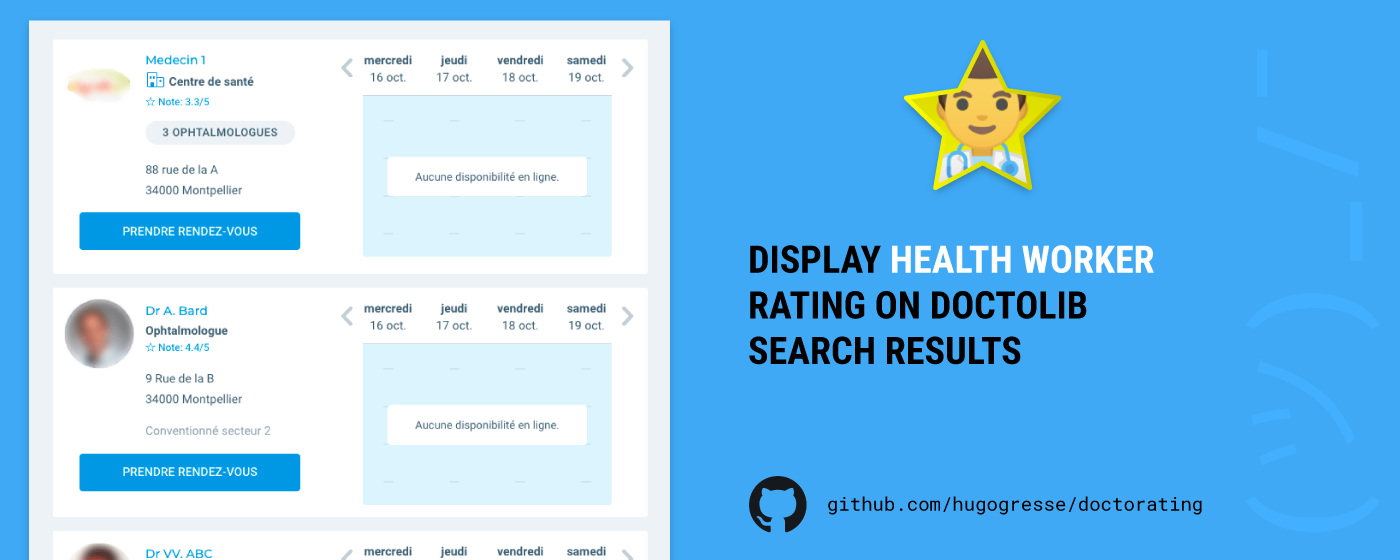 Medecin 1
Centre de santé
☆ Note: 3.3/5
3 OPHTALMOLOGUES
88 rue de la A
34000 Montpellier
PRENDRE RENDEZ-VOUS
mercredi jeudi vendredi samedi
16 oct. 17 oct. 18 oct. 19 oct.
Aucune disponibilité en ligne.
Dr A. Bard
Ophtalmologue
☆ Note: 4.4/5
9 Rue de la B
34000 Montpellier
Conventionné secteur 2
PRENDRE RENDEZ-VOUS
mercredi jeudi vendredi samedi
16 oct. 17 oct. 18 oct. 19 oct.
Aucune disponibilité en ligne.
Dr VV. ABC
mercredi jeudi vendredi samedi
DISPLAY HEALTH WORKER
RATING ON DOCTOLIB
SEARCH RESULTS
github.com/hugogresse/doctorating